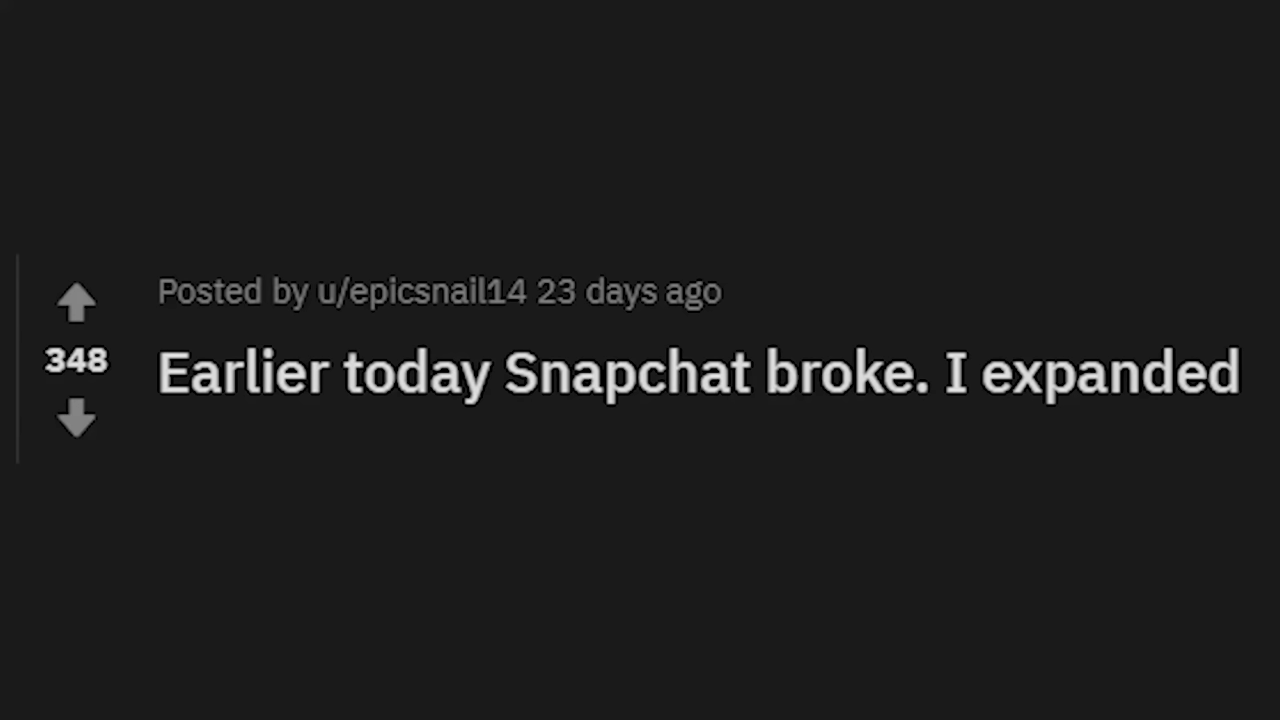 Posted by u/epicsnail14 23 days ago
348
Earlier today Snapchat broke. I expanded